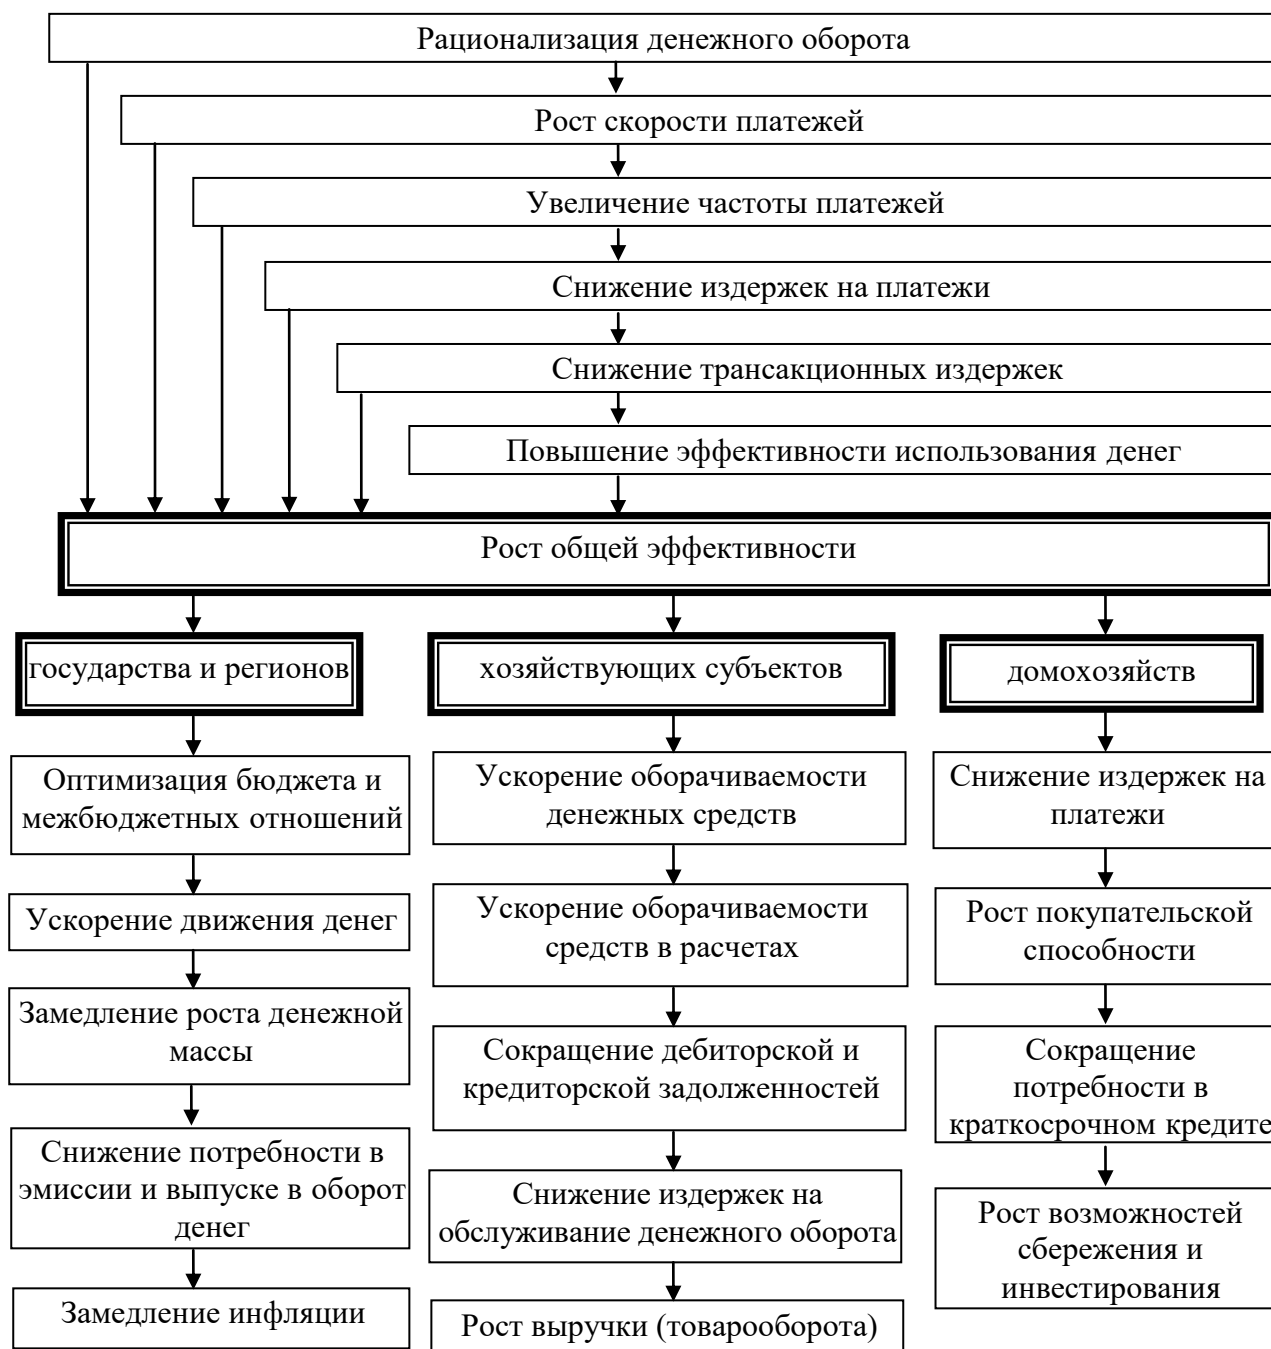 Рационализация денежного оборота
Рост скорости платежей
Увеличение частоты платежей
Снижение издержек на платежи
Снижение трансакционных издержек
Повышение эффективности использования денег
Рост общей эффективности
государства и регионов
хозяйствующих субъектов
домохозяйств
Оптимизация бюджета и
межбюджетных отношений
Ускорение движения денег
Замедление роста денежной
массы
Снижение потребности в
эмиссии и выпуске в оборот
денег
Замедление инфляции
Ускорение оборачиваемости
денежных средств
Ускорение оборачиваемости
средств в расчетах
Сокращение дебиторской и
кредиторской задолженностей
Снижение издержек на
обслуживание денежного оборота
Рост выручки (товарооборота)
Снижение издержек на
платежи
Рост покупательской
способности
Сокращение
потребности в
краткосрочном кредите
Рост возможностей
сбережения и
инвестирования